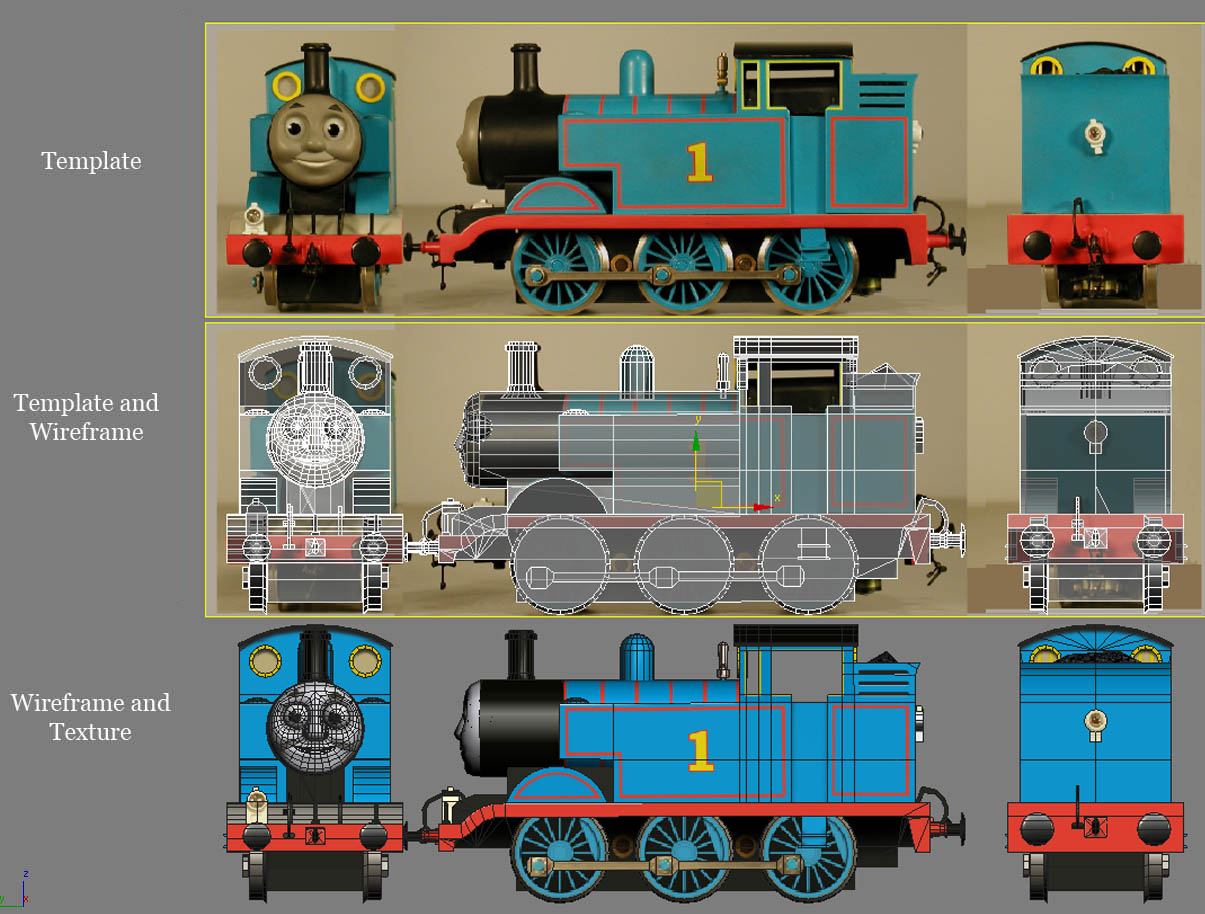 Template
1
Template and
Wireframe
y
x
Wireframe and
Texture
1
z
y
x